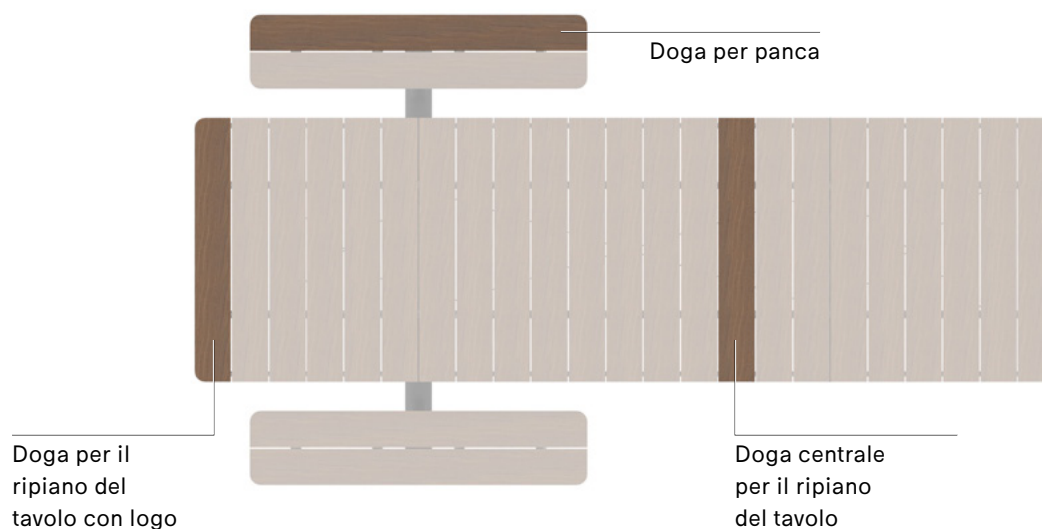 Doga per panca
Doga per il
ripiano del
tavolo con logo
Doga centrale
per il ripiano
del tavolo